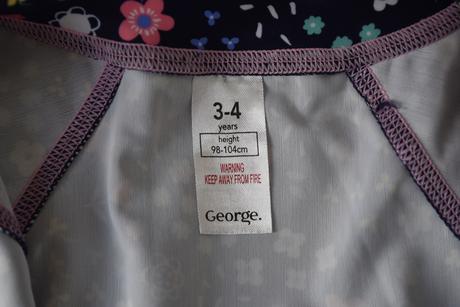 3-4
years
height
98-104cm
WARNING
KEEP AWAY FROM FIRE
George.